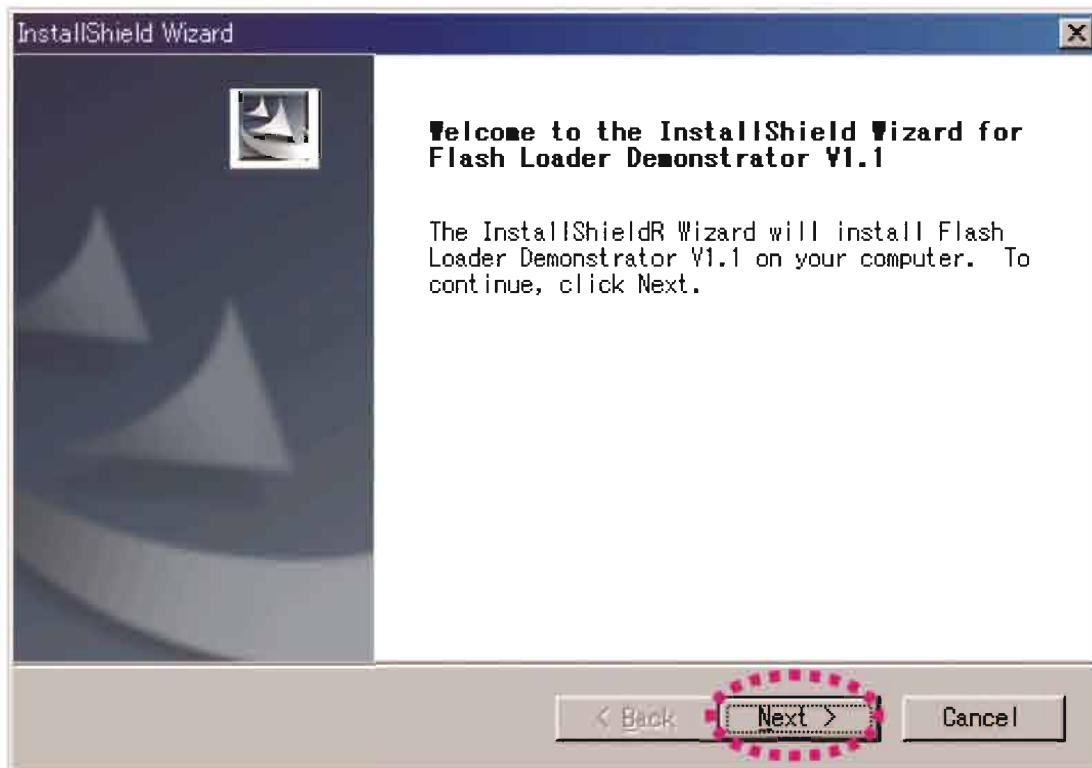 InstallShield Wizard
Welcome to the InstallShield Wizard for
Flash Loader Demonstrator V1.1
The InstallShieldR Wizard will install Flash
Loader Demonstrator V1.1 on your computer.  To
continue, click Next.
< Back
Next >
Cancel